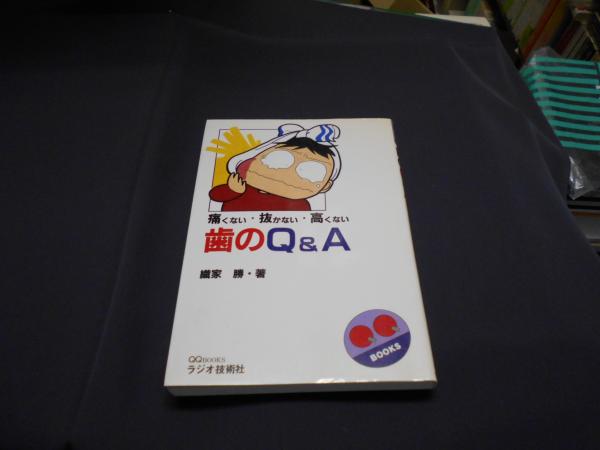 痛くない・抜かない・高くない
歯のQ&A
織家 勝・著
BOOKS
QQBOOKS
ラジオ技術社